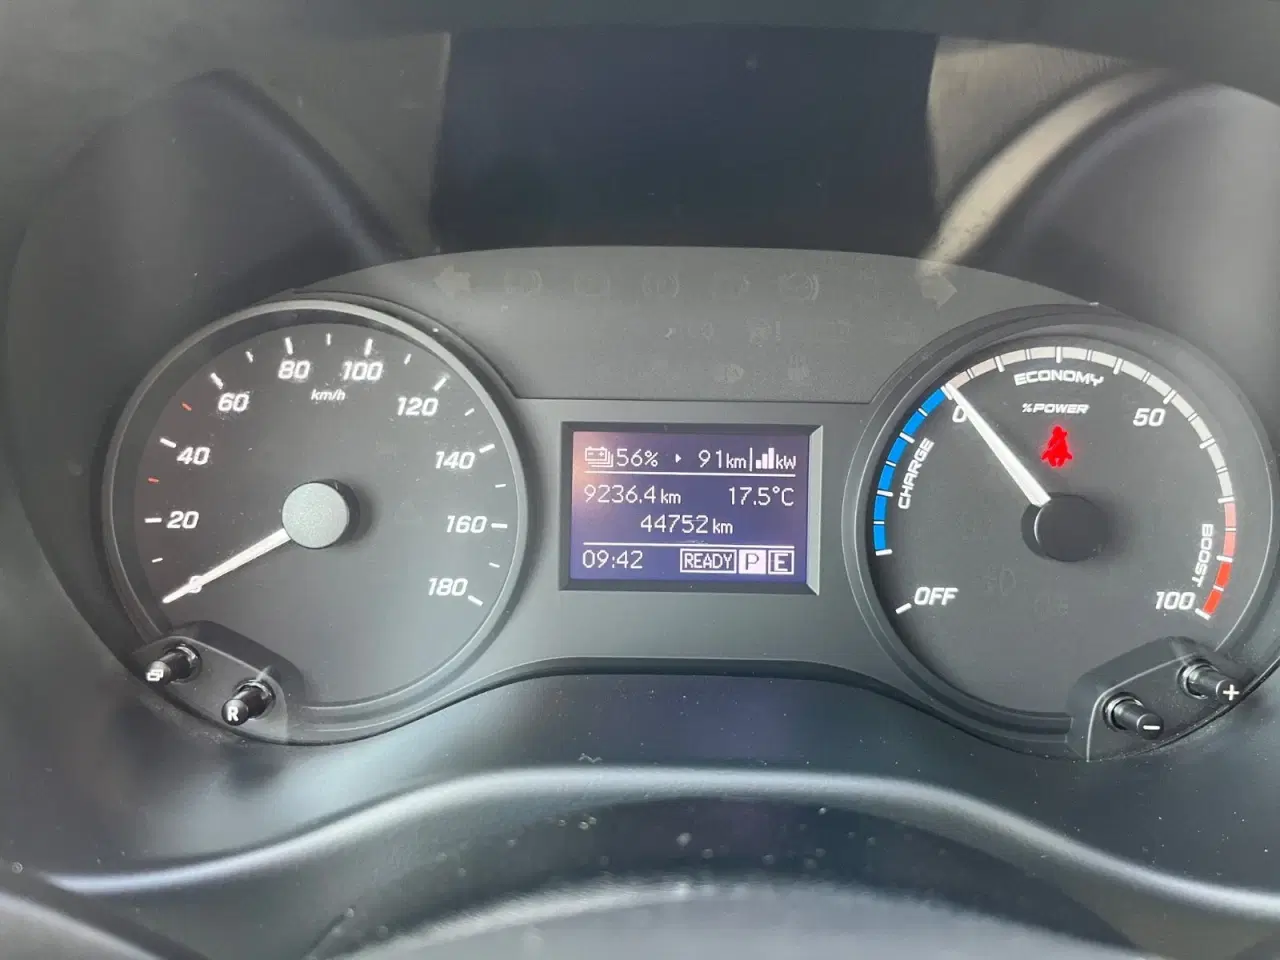 80
100
km/h
60
120
40
140
20
160
0
180
R
56% 91km kW
9236.4 km 17.5°C
44752 km
09:42 READY P E
ECONOMY
% POWER
0
50
CHARGE
BOOST
OFF
100
+
-